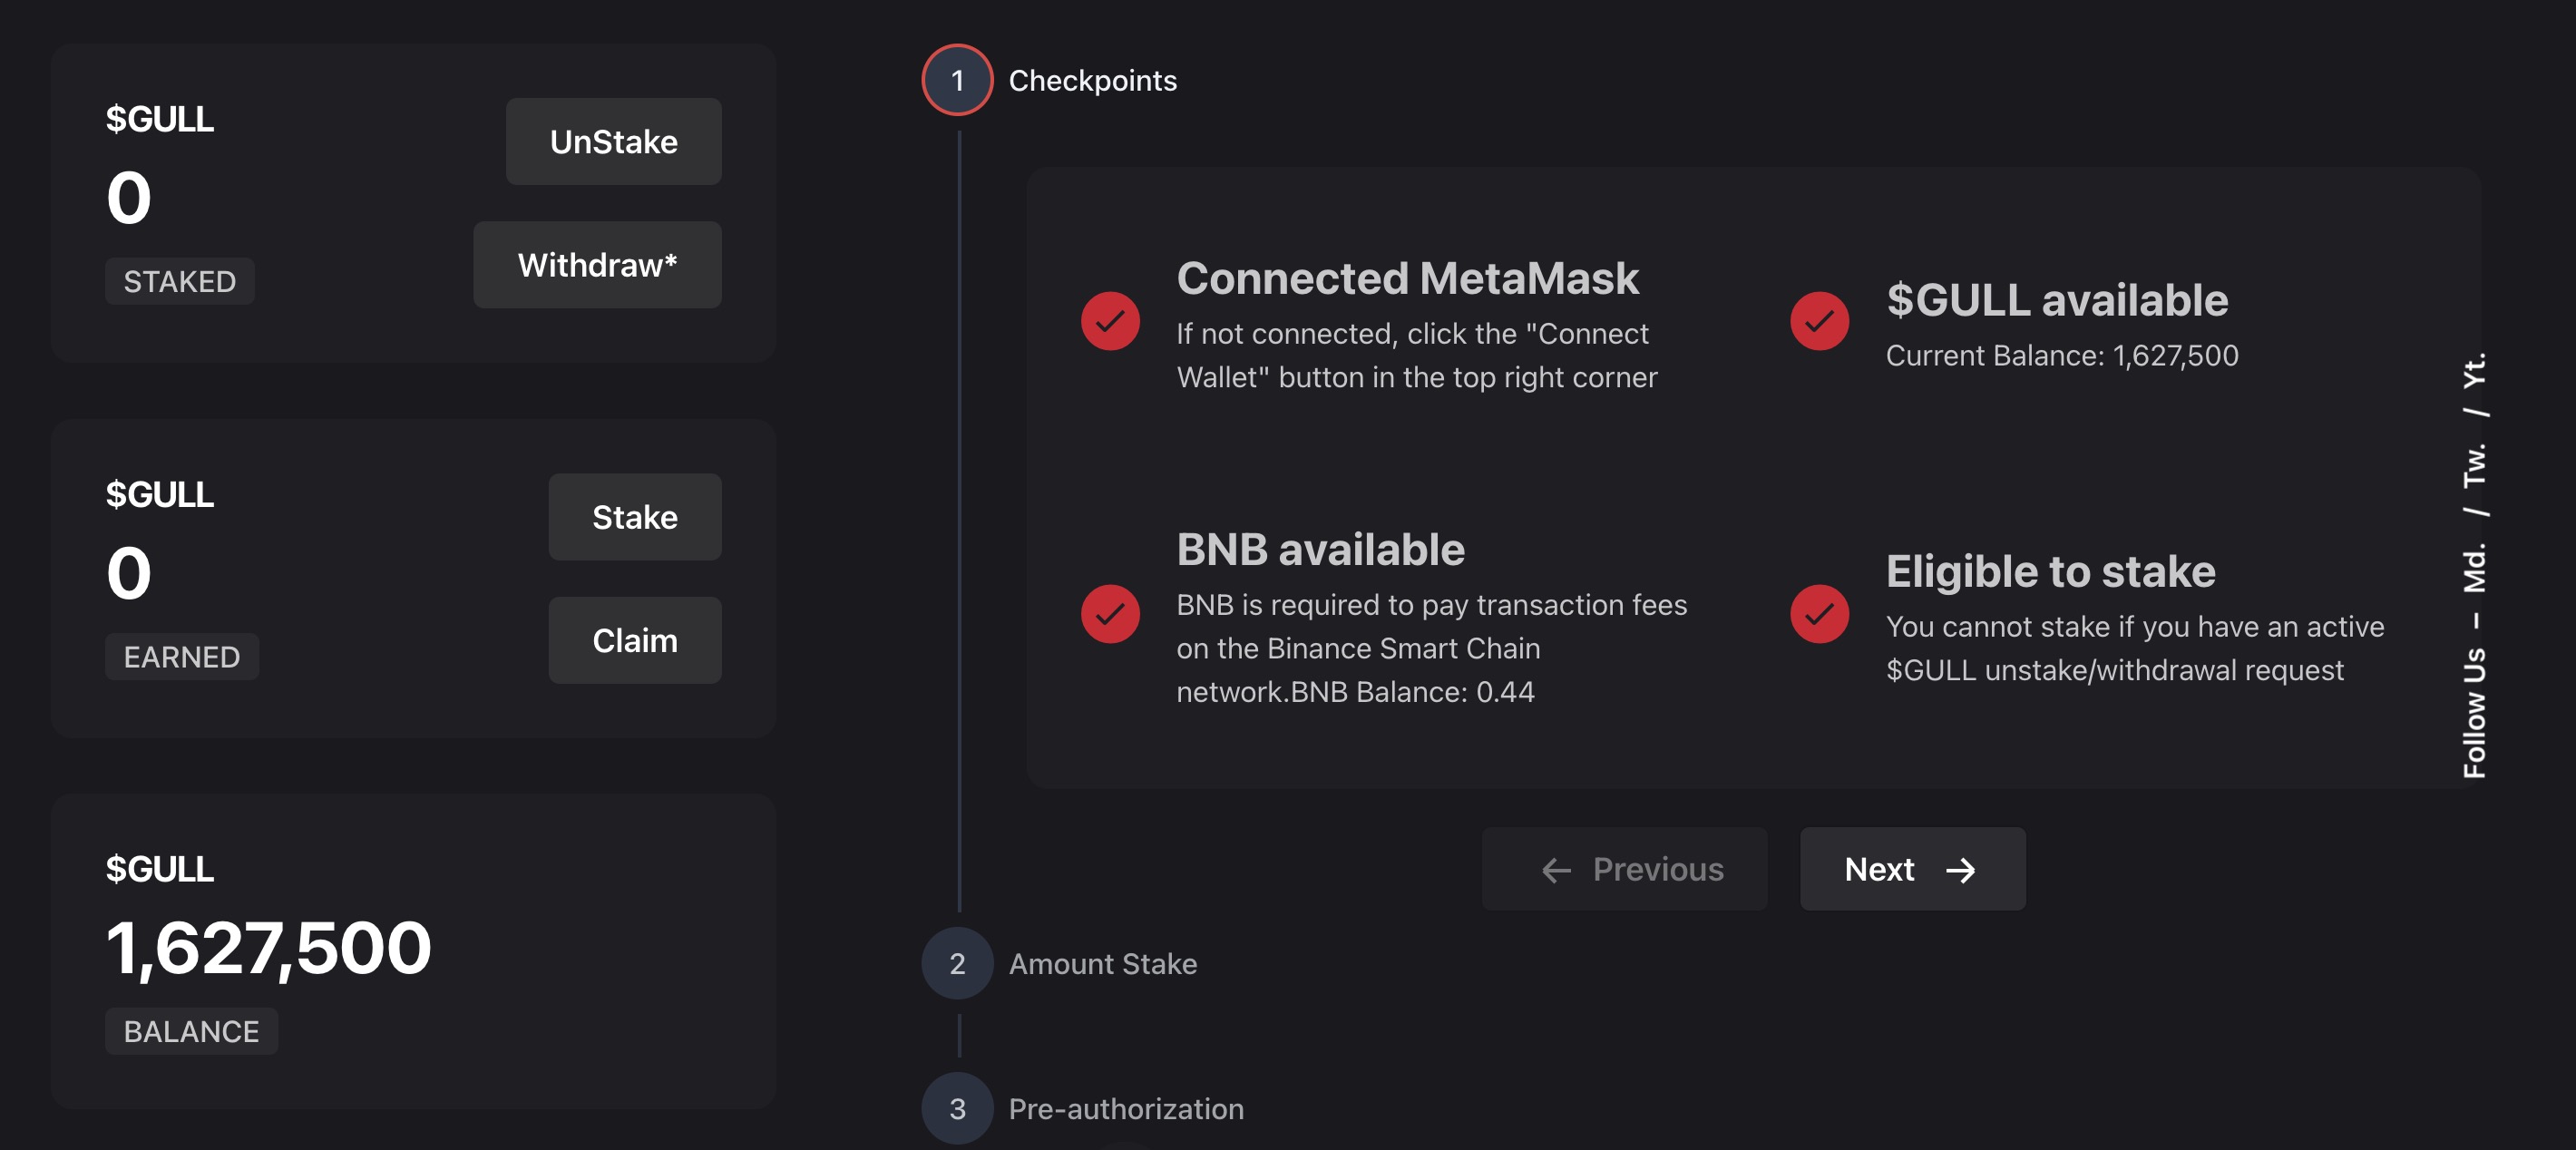 $GULL
0
STAKED
UnStake
Withdraw*
$GULL
0
EARNED
Stake
Claim
$GULL
1,627,500
BALANCE
1
Checkpoints
Connected MetaMask
If not connected, click the "Connect
Wallet" button in the top right corner
$GULL available
Current Balance: 1,627,500
BNB available
BNB is required to pay transaction fees
on the Binance Smart Chain
network.BNB Balance: 0.44
Eligible to stake
You cannot stake if you have an active
$GULL unstake/withdrawal request
← Previous
Next →
2
Amount Stake
3
Pre-authorization
Follow Us – Md. / Tw. / Yt.